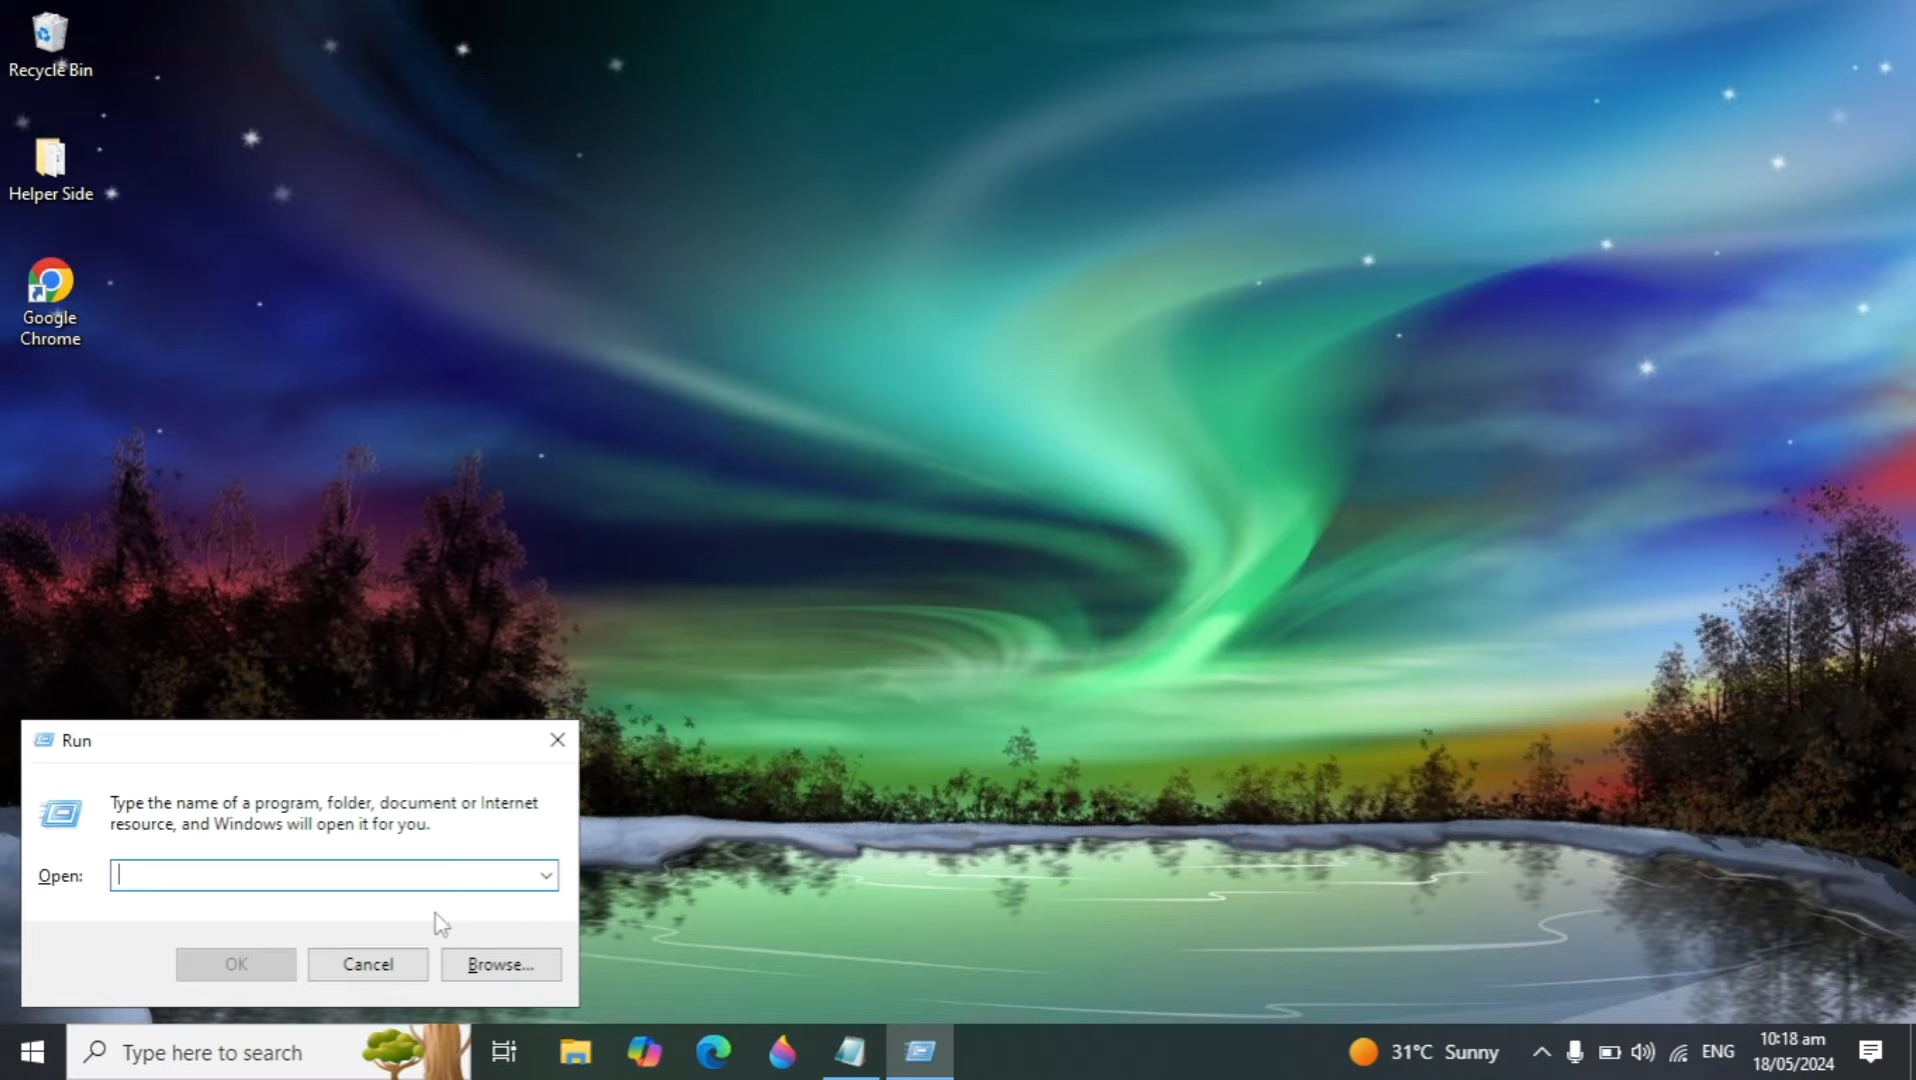 Recycle Bin
Helper Side
Google
Chrome
Run
Type the name of a program, folder, document or Internet
resource, and Windows will open it for you.
Open:
OK
Cancel
Browse...
Type here to search
31°C Sunny
ENG
10:18 am
18/05/2024